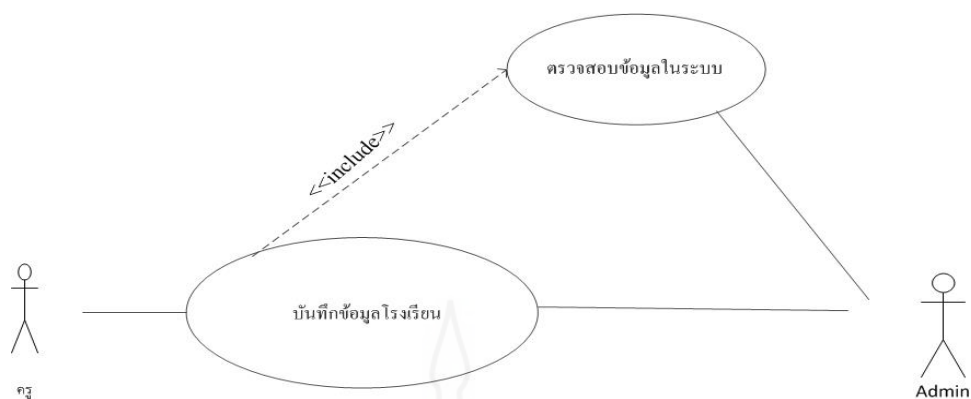 ตรวจสอบข้อมูลในระบบ
<<include>>
บันทึกข้อมูลโรงเรียน
ครู
Admin